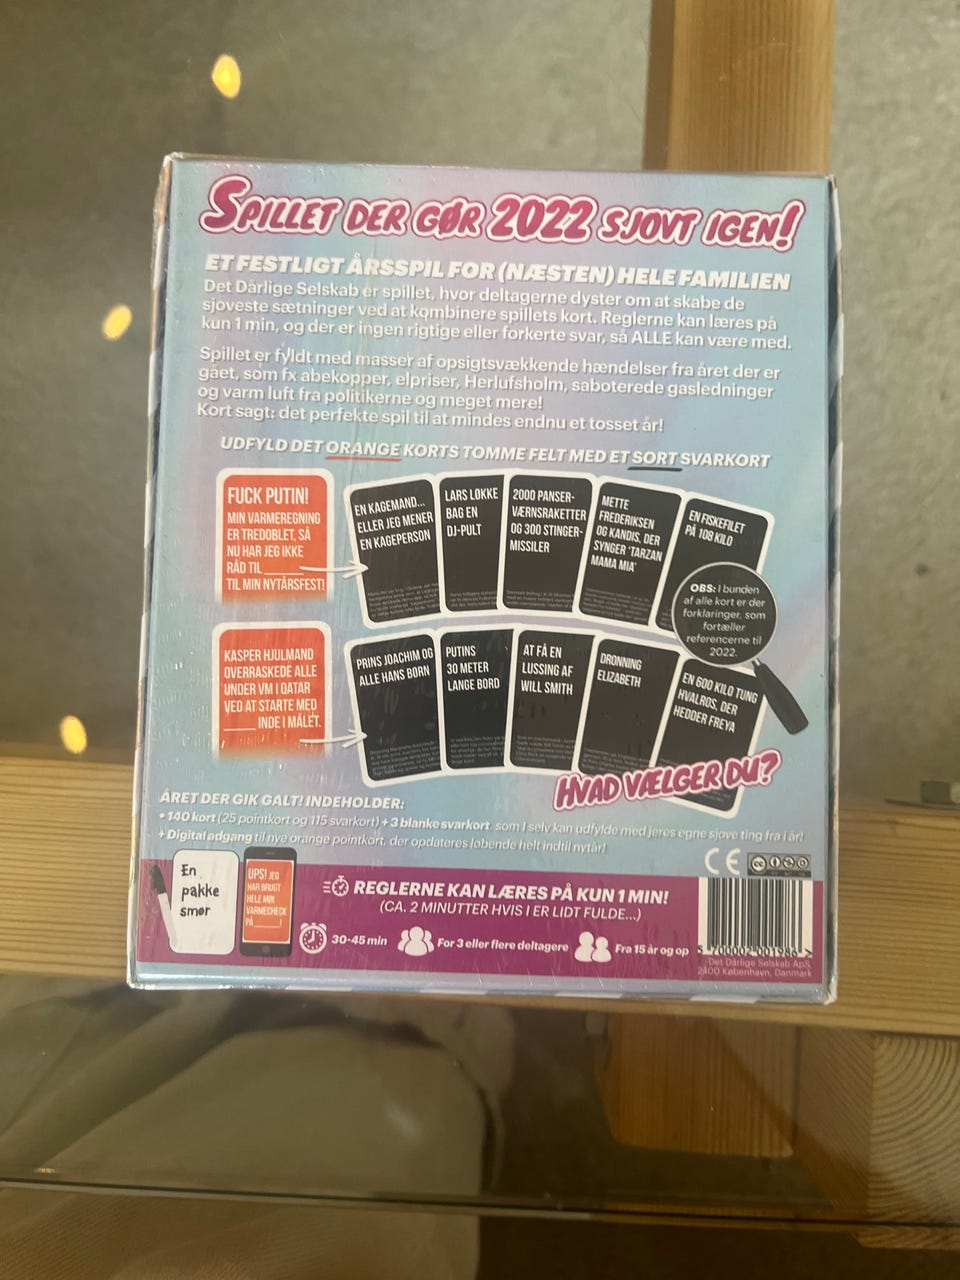 SPILLET DER GØR 2022 SJOVT IGEN!
ET FESTLIGT ÅRSSPIL FOR (NÆSTEN) HELE FAMILIEN
Det Dårlige Selskab er spillet, hvor deltagerne dyster om at skabe de
sjoveste sætninger ved at kombinere spillets kort. Reglerne kan læres på
kun 1 min, og der er ingen rigtige eller forkerte svar, så ALLE kan være med.
Spillet er fyldt med masser af opsigtsvækkende hændelser fra året der er
gået, som fx abekopper, elpriser, Herlufsholm, saboterede gasledninger
og varm luft fra politikerne og meget mere!
Kort sagt: det perfekte spil til at mindes endnu et tosset år!
UDFYLD DET ORANGE KORTS TOMME FELT MED ET SORT SVARKORT
FUCK PUTIN!
MIN VARMEREGNING
ER TREDOBLET, SÅ
NU HAR JEG IKKE
RÅD TIL ______
TIL MIN NYTÅRSFEST!
EN KAGEMAND...
ELLER JEG MENER
EN KAGEPERSON
LARS LØKKE
BAG EN
DJ-PULT
2000 PANSER-
VÆRNSRAKETTER
OG 300 STINGER-
MISSILER
METTE
FREDERIKSEN
OG KANDIS, DER
SYNGER 'TARZAN
MAMA MIA'
EN FISKEFILET
PÅ 108 KILO
OBS: I bunden
af alle kort er der
forklaringer, som
fortæller
referencerne til
2022.
KASPER HJULMAND
OVERRASKEDE ALLE
UNDER VM I QATAR
VED AT STARTE MED
______ INDE I MÅLET.
PRINS JOACHIM OG
ALLE HANS BØRN
PUTINS
30 METER
LANGE BORD
AT FÅ EN
LUSSING AF
WILL SMITH
DRONNING
ELIZABETH
EN 600 KILO TUNG
HVALROS, DER
HEDDER FREYA
HVAD VÆLGER DU?
ÅRET DER GIK GALT! INDEHOLDER:
• 140 kort (25 pointkort og 115 svarkort) + 3 blanke svarkort, som I selv kan udfylde med jeres egne sjove ting fra i år!
+ Digital adgang til nye orange pointkort, der opdateres løbende helt indtil nytår!
CE
En
pakke
smør
UPS! JEG
HAR BRUGT
HELE MIN
VARMECHECK
PÅ ______!
REGLERNE KAN LÆRES PÅ KUN 1 MIN!
(CA. 2 MINUTTER HVIS I ER LIDT FULDE...)
30-45 min
For 3 eller flere deltagere
Fra 15 år og op
5 700002 001986 >
Det Dårlige Selskab ApS,
2400 København, Danmark